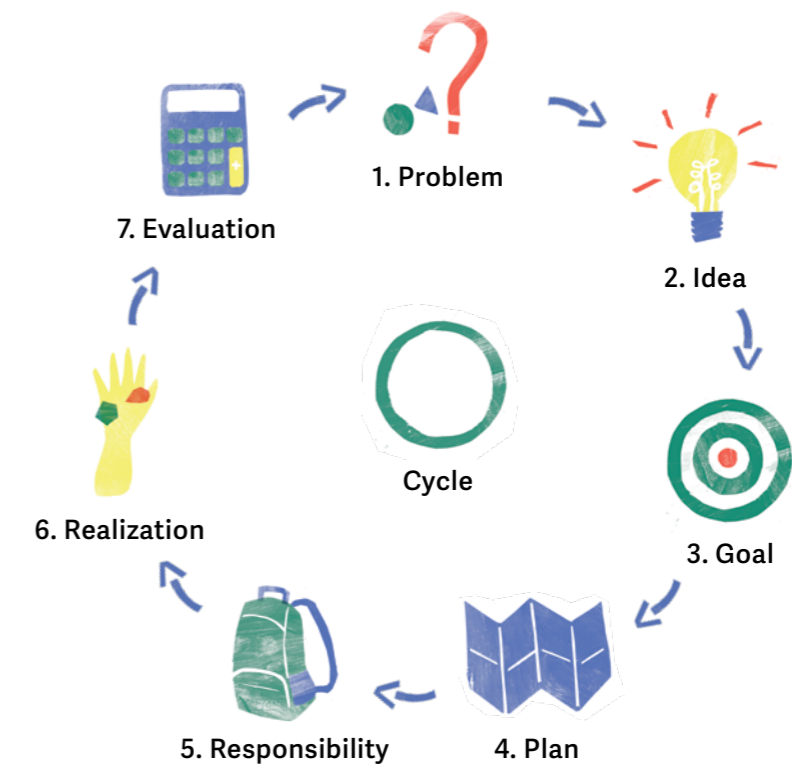 1. Problem
2. Idea
3. Goal
4. Plan
5. Responsibility
6. Realization
7. Evaluation
Cycle